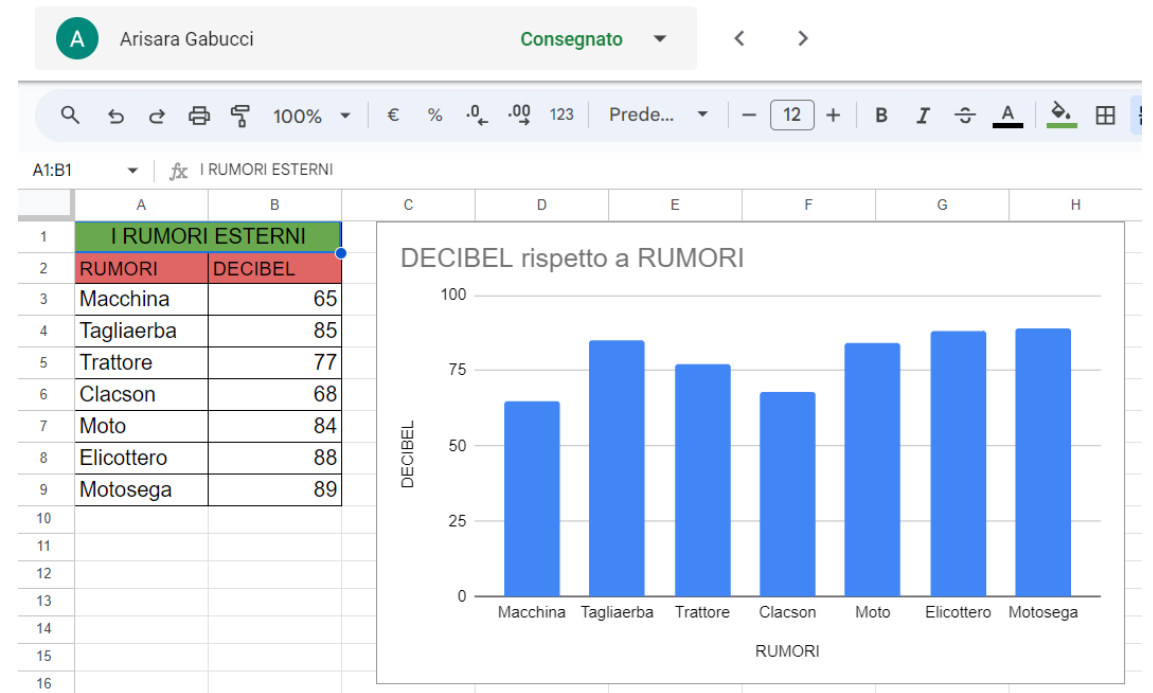 A Arisara Gabucci Consegnato
100% € % .0 .00 123 Prede... − 12 + B I S A
A1:B1 fx I RUMORI ESTERNI
A B C D E F G H
1 I RUMORI ESTERNI
2 RUMORI DECIBEL
3 Macchina 65
4 Tagliaerba 85
5 Trattore 77
6 Clacson 68
7 Moto 84
8 Elicottero 88
9 Motosega 89
10
11
12
13
14
15
16
DECIBEL rispetto a RUMORI
100
75
50
25
0
DECIBEL
Macchina Tagliaerba Trattore Clacson Moto Elicottero Motosega
RUMORI